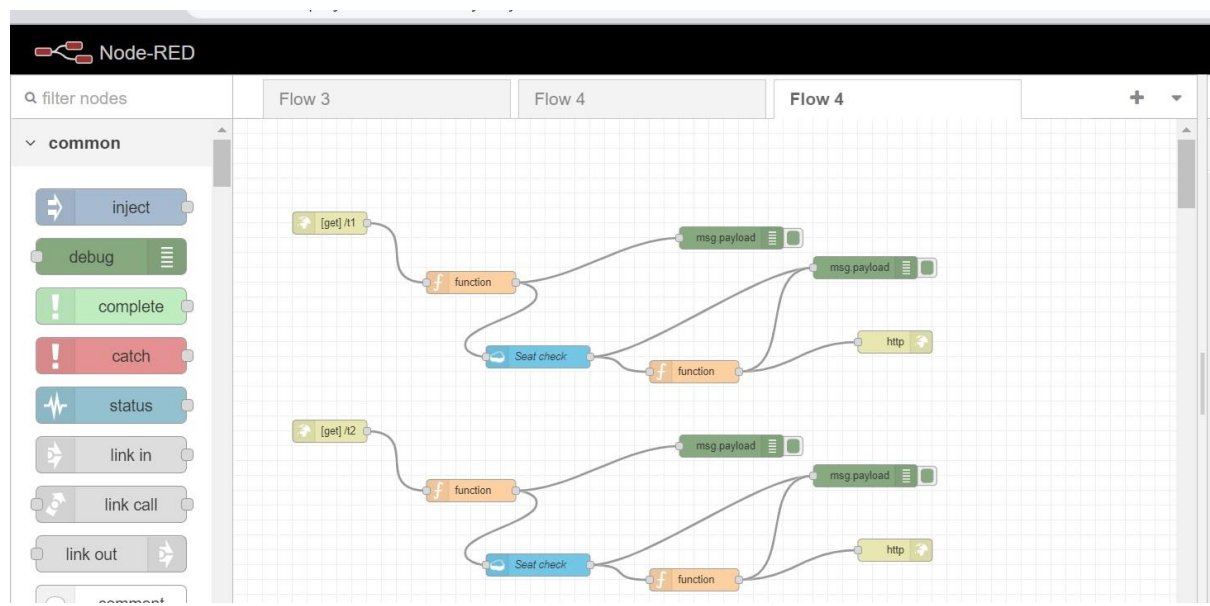 Node-RED
filter nodes
Flow 3
Flow 4
Flow 4
common
inject
debug
complete
catch
status
link in
link call
link out
[get] /t1
function
msg.payload
msg.payload
Seat check
function
http
[get] /t2
function
msg.payload
msg.payload
Seat check
function
http